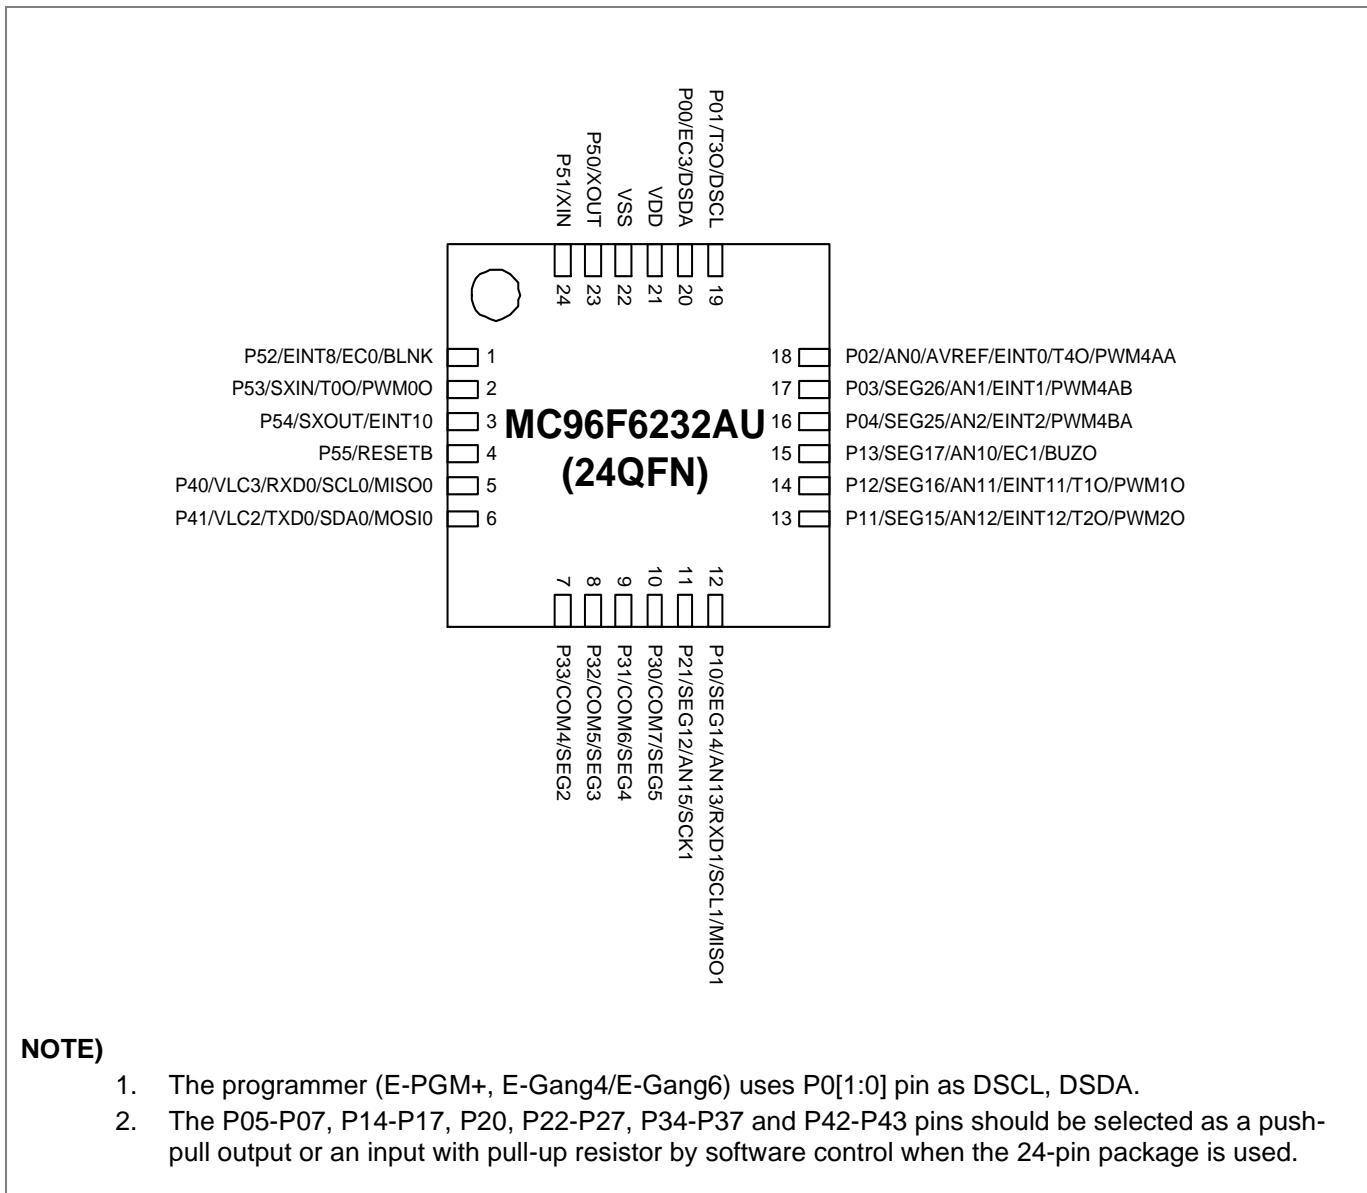 P51/XIN
P50/XOUT
VSS
VDD
P00/EC3/DSDA
P01/T3O/DSCL
24
23
22
21
20
19
P52/EINT8/EC0/BLNK 1
P53/SXIN/T0O/PWM0O 2
P54/SXOUT/EINT10 3
P55/RESETB 4
P40/VLC3/RXD0/SCL0/MISO0 5
P41/VLC2/TXD0/SDA0/MOSI0 6
MC96F6232AU
(24QFN)
18 P02/AN0/AVREF/EINT0/T4O/PWM4AA
17 P03/SEG26/AN1/EINT1/PWM4AB
16 P04/SEG25/AN2/EINT2/PWM4BA
15 P13/SEG17/AN10/EC1/BUZO
14 P12/SEG16/AN11/EINT11/T1O/PWM1O
13 P11/SEG15/AN12/EINT12/T2O/PWM2O
7
8
9
10
11
12
P33/COM4/SEG2
P32/COM5/SEG3
P31/COM6/SEG4
P30/COM7/SEG5
P21/SEG12/AN15/SCK1
P10/SEG14/AN13/RXD1/SCL1/MISO1
NOTE)
1. The programmer (E-PGM+, E-Gang4/E-Gang6) uses P0[1:0] pin as DSCL, DSDA.
2. The P05-P07, P14-P17, P20, P22-P27, P34-P37 and P42-P43 pins should be selected as a push-
pull output or an input with pull-up resistor by software control when the 24-pin package is used.